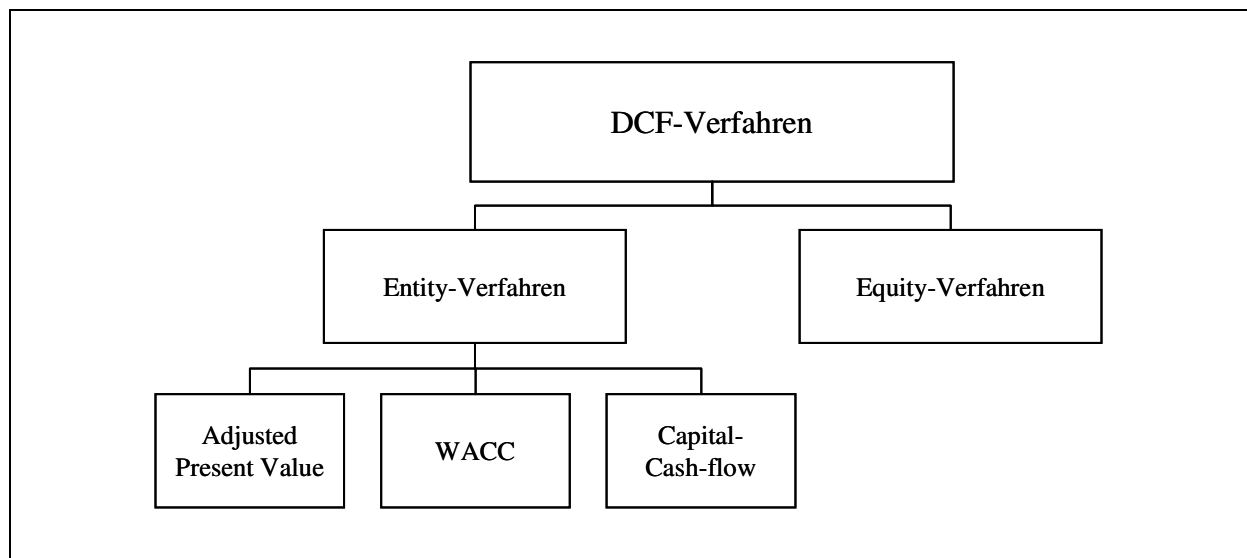 DCF-Verfahren
Entity-Verfahren
Equity-Verfahren
Adjusted
Present Value
WACC
Capital-
Cash-flow